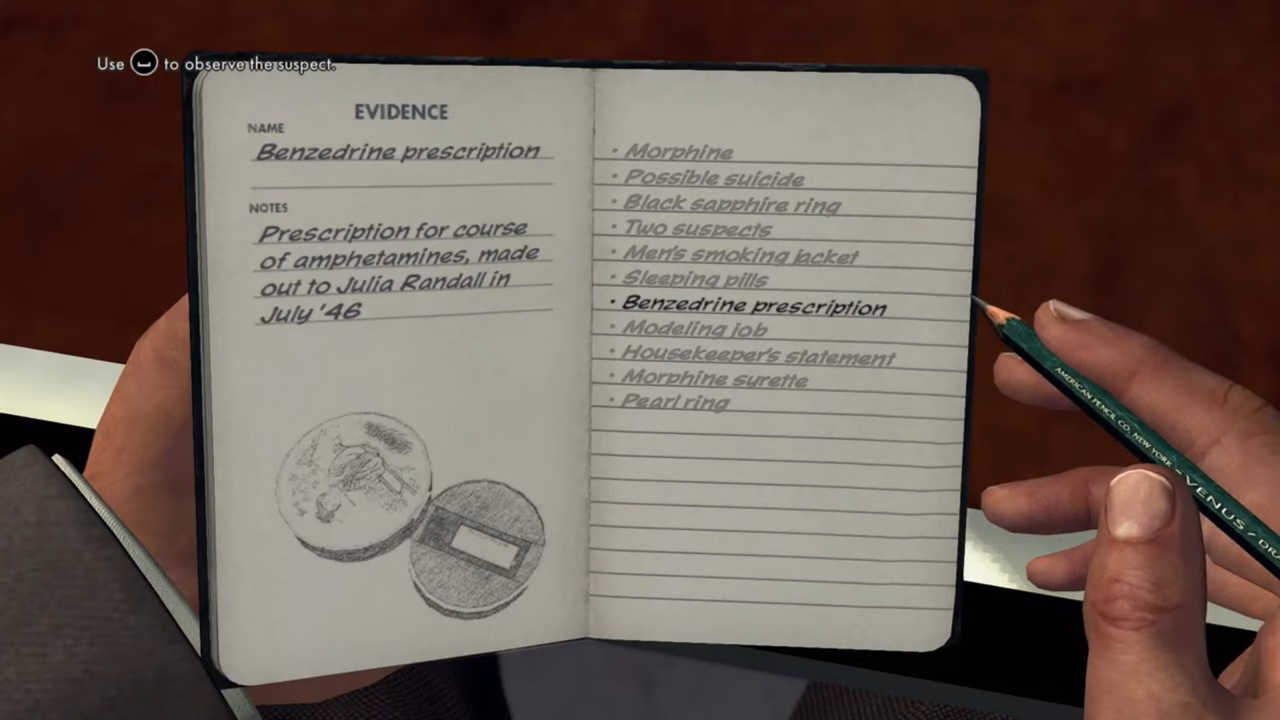 Use to observe the suspect.
EVIDENCE
NAME
Benzedrine prescription
NOTES
Prescription for course
of amphetamines, made
out to Julia Randall in
July '46
• Morphine
• Possible suicide
• Black sapphire ring
• Two suspects
• Men's smoking jacket
• Sleeping pills
• Benzedrine prescription
• Modeling job
• Housekeeper's statement
• Morphine surette
• Pearl ring
AMERICAN PENCIL CO. NEW YORK VENUS